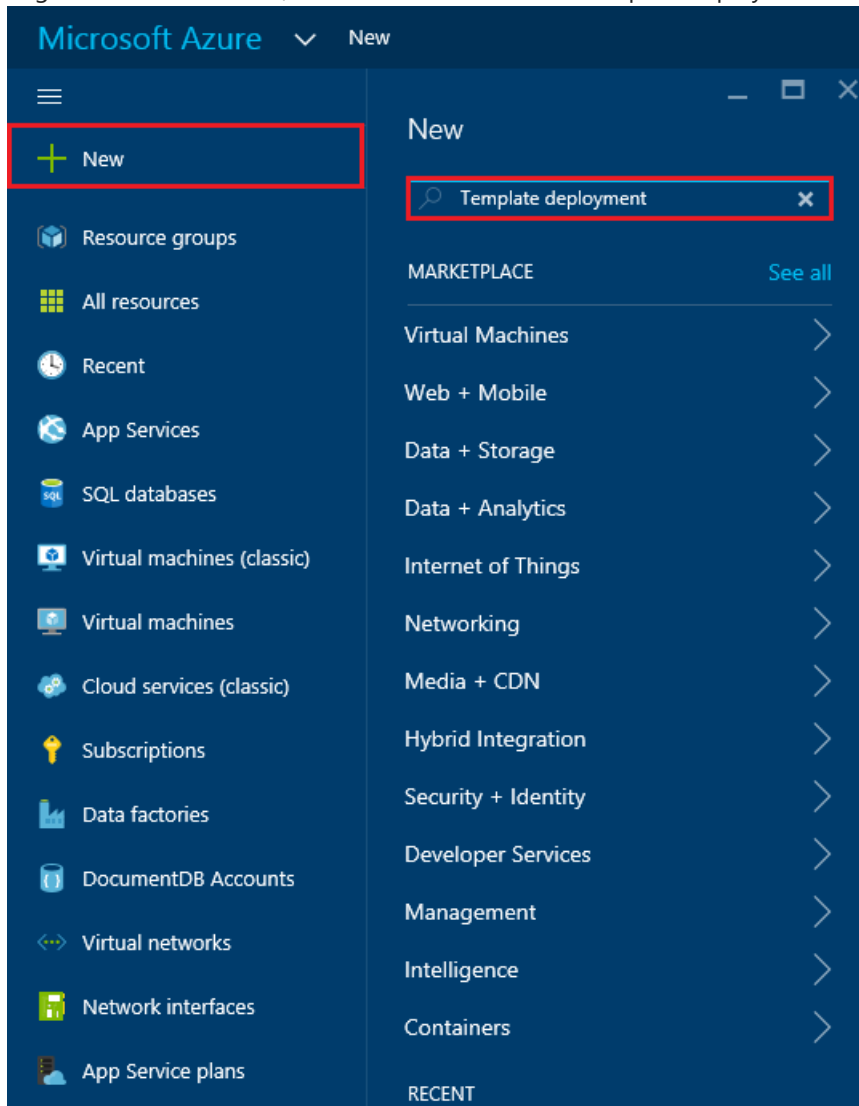 Microsoft Azure New
New
Resource groups
All resources
Recent
App Services
SQL databases
Virtual machines (classic)
Virtual machines
Cloud services (classic)
Subscriptions
Data factories
DocumentDB Accounts
Virtual networks
Network interfaces
App Service plans
New
Template deployment
MARKETPLACE See all
Virtual Machines
Web + Mobile
Data + Storage
Data + Analytics
Internet of Things
Networking
Media + CDN
Hybrid Integration
Security + Identity
Developer Services
Management
Intelligence
Containers
RECENT